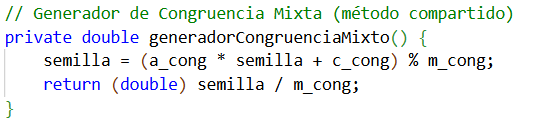 // Generador de Congruencia Mixta (método compartido)
private double generadorCongruenciaMixto() {
    semilla = (a_cong * semilla + c_cong) % m_cong;
    return (double) semilla / m_cong;
}